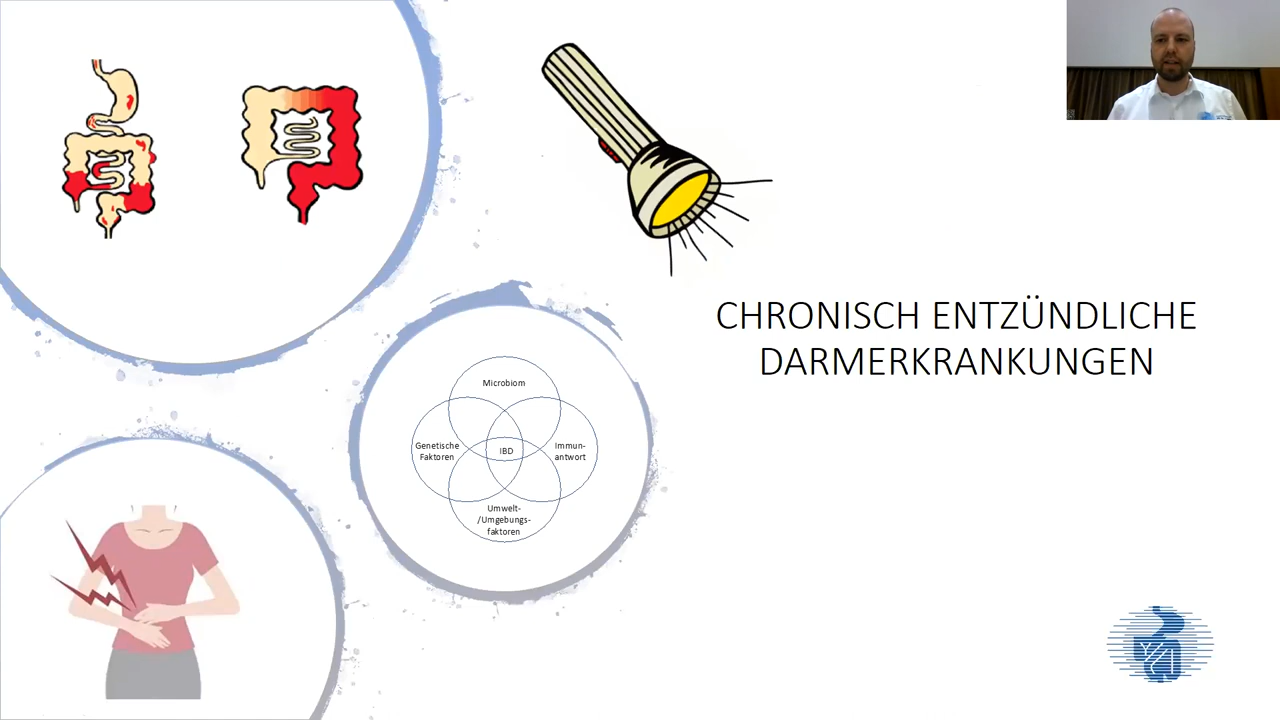 CHRONISCH ENTZÜNDLICHE
DARMERKRANKUNGEN
Microbiom
Genetische
Faktoren
IBD
Immun-
antwort
Umwelt-
/Umgebungs-
faktoren